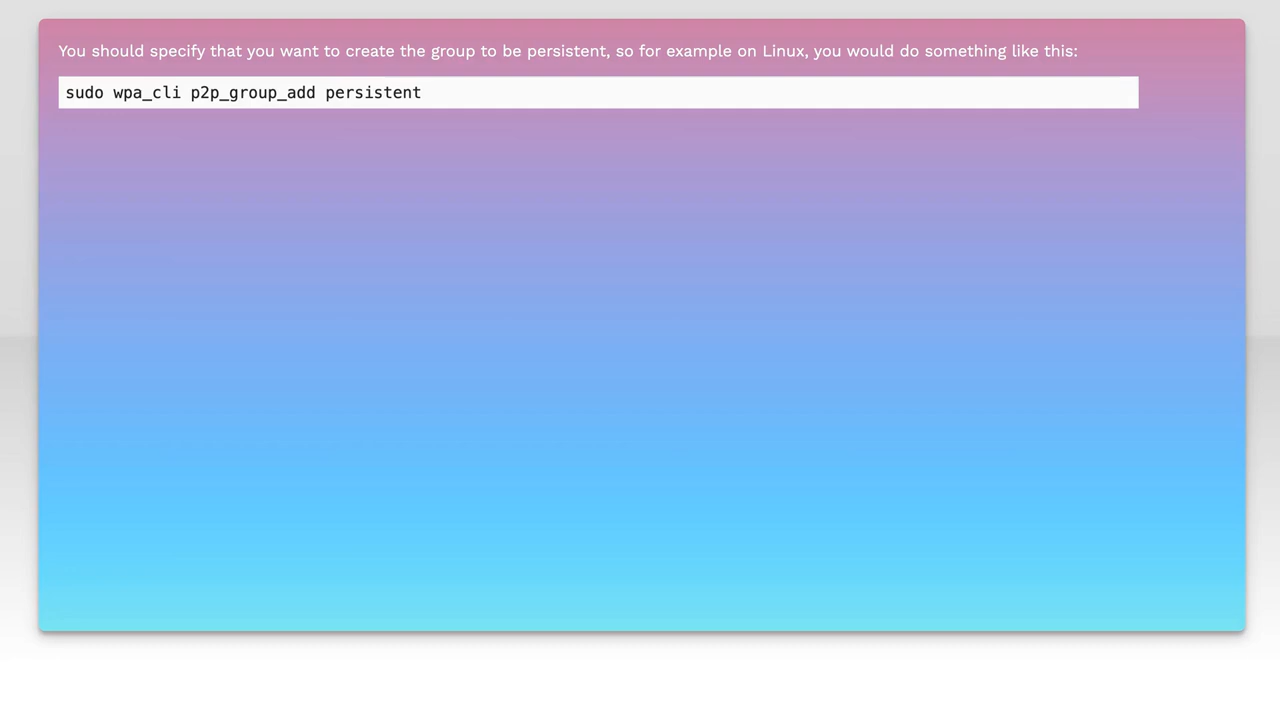 You should specify that you want to create the group to be persistent, so for example on Linux, you would do something like this:
sudo wpa_cli p2p_group_add persistent